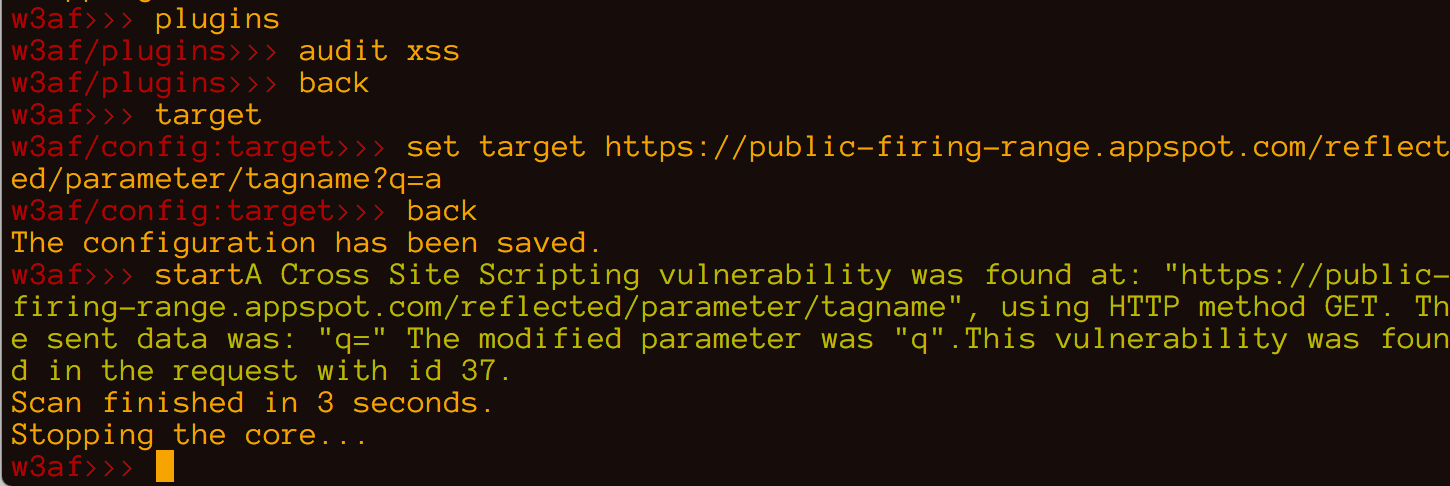 w3af>>> plugins
w3af/plugins>>> audit xss
w3af/plugins>>> back
w3af>>> target
w3af/config:target>>> set target https://public-firing-range.appspot.com/reflect
ed/parameter/tagname?q=a
w3af/config:target>>> back
The configuration has been saved.
w3af>>> startA Cross Site Scripting vulnerability was found at: "https://public-
firing-range.appspot.com/reflected/parameter/tagname", using HTTP method GET. Th
e sent data was: "q=" The modified parameter was "q".This vulnerability was foun
d in the request with id 37.
Scan finished in 3 seconds.
Stopping the core...
w3af>>>